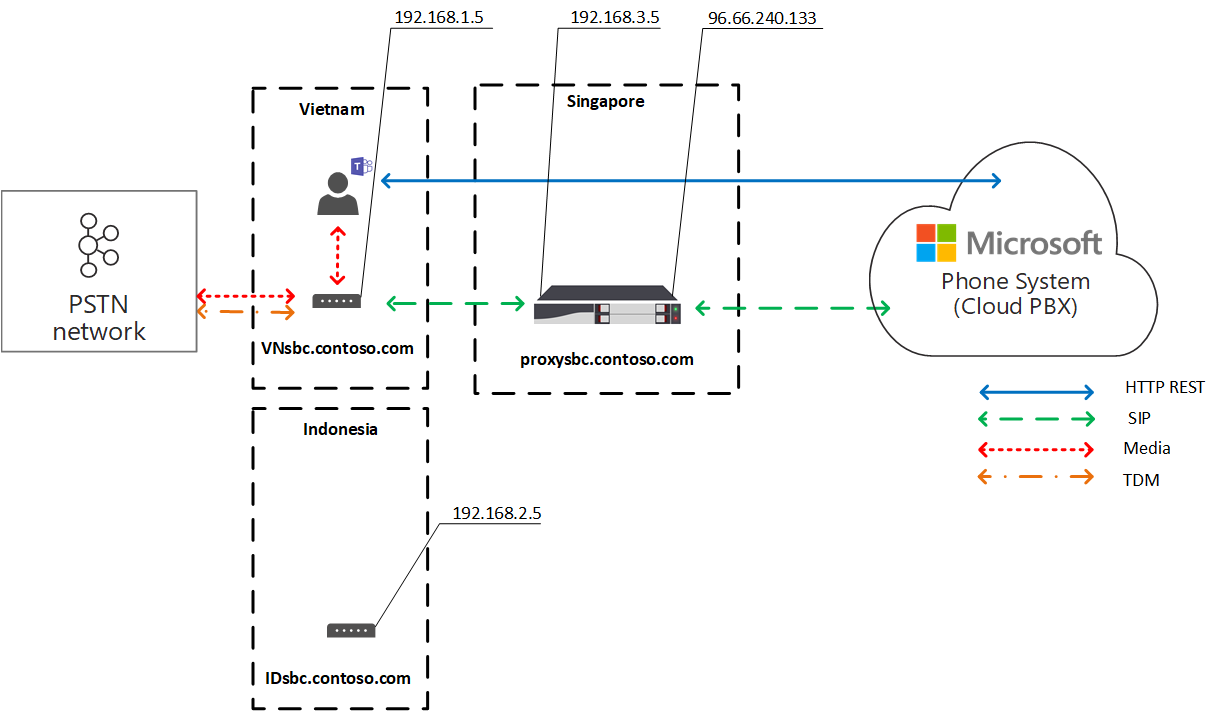 192.168.1.5
192.168.3.5
96.66.240.133
Vietnam
Singapore
T
Microsoft
Phone System
(Cloud PBX)
PSTN
network
VNsbc.contoso.com
proxysbc.contoso.com
HTTP REST
SIP
Media
TDM
Indonesia
192.168.2.5
IDsbc.contoso.com